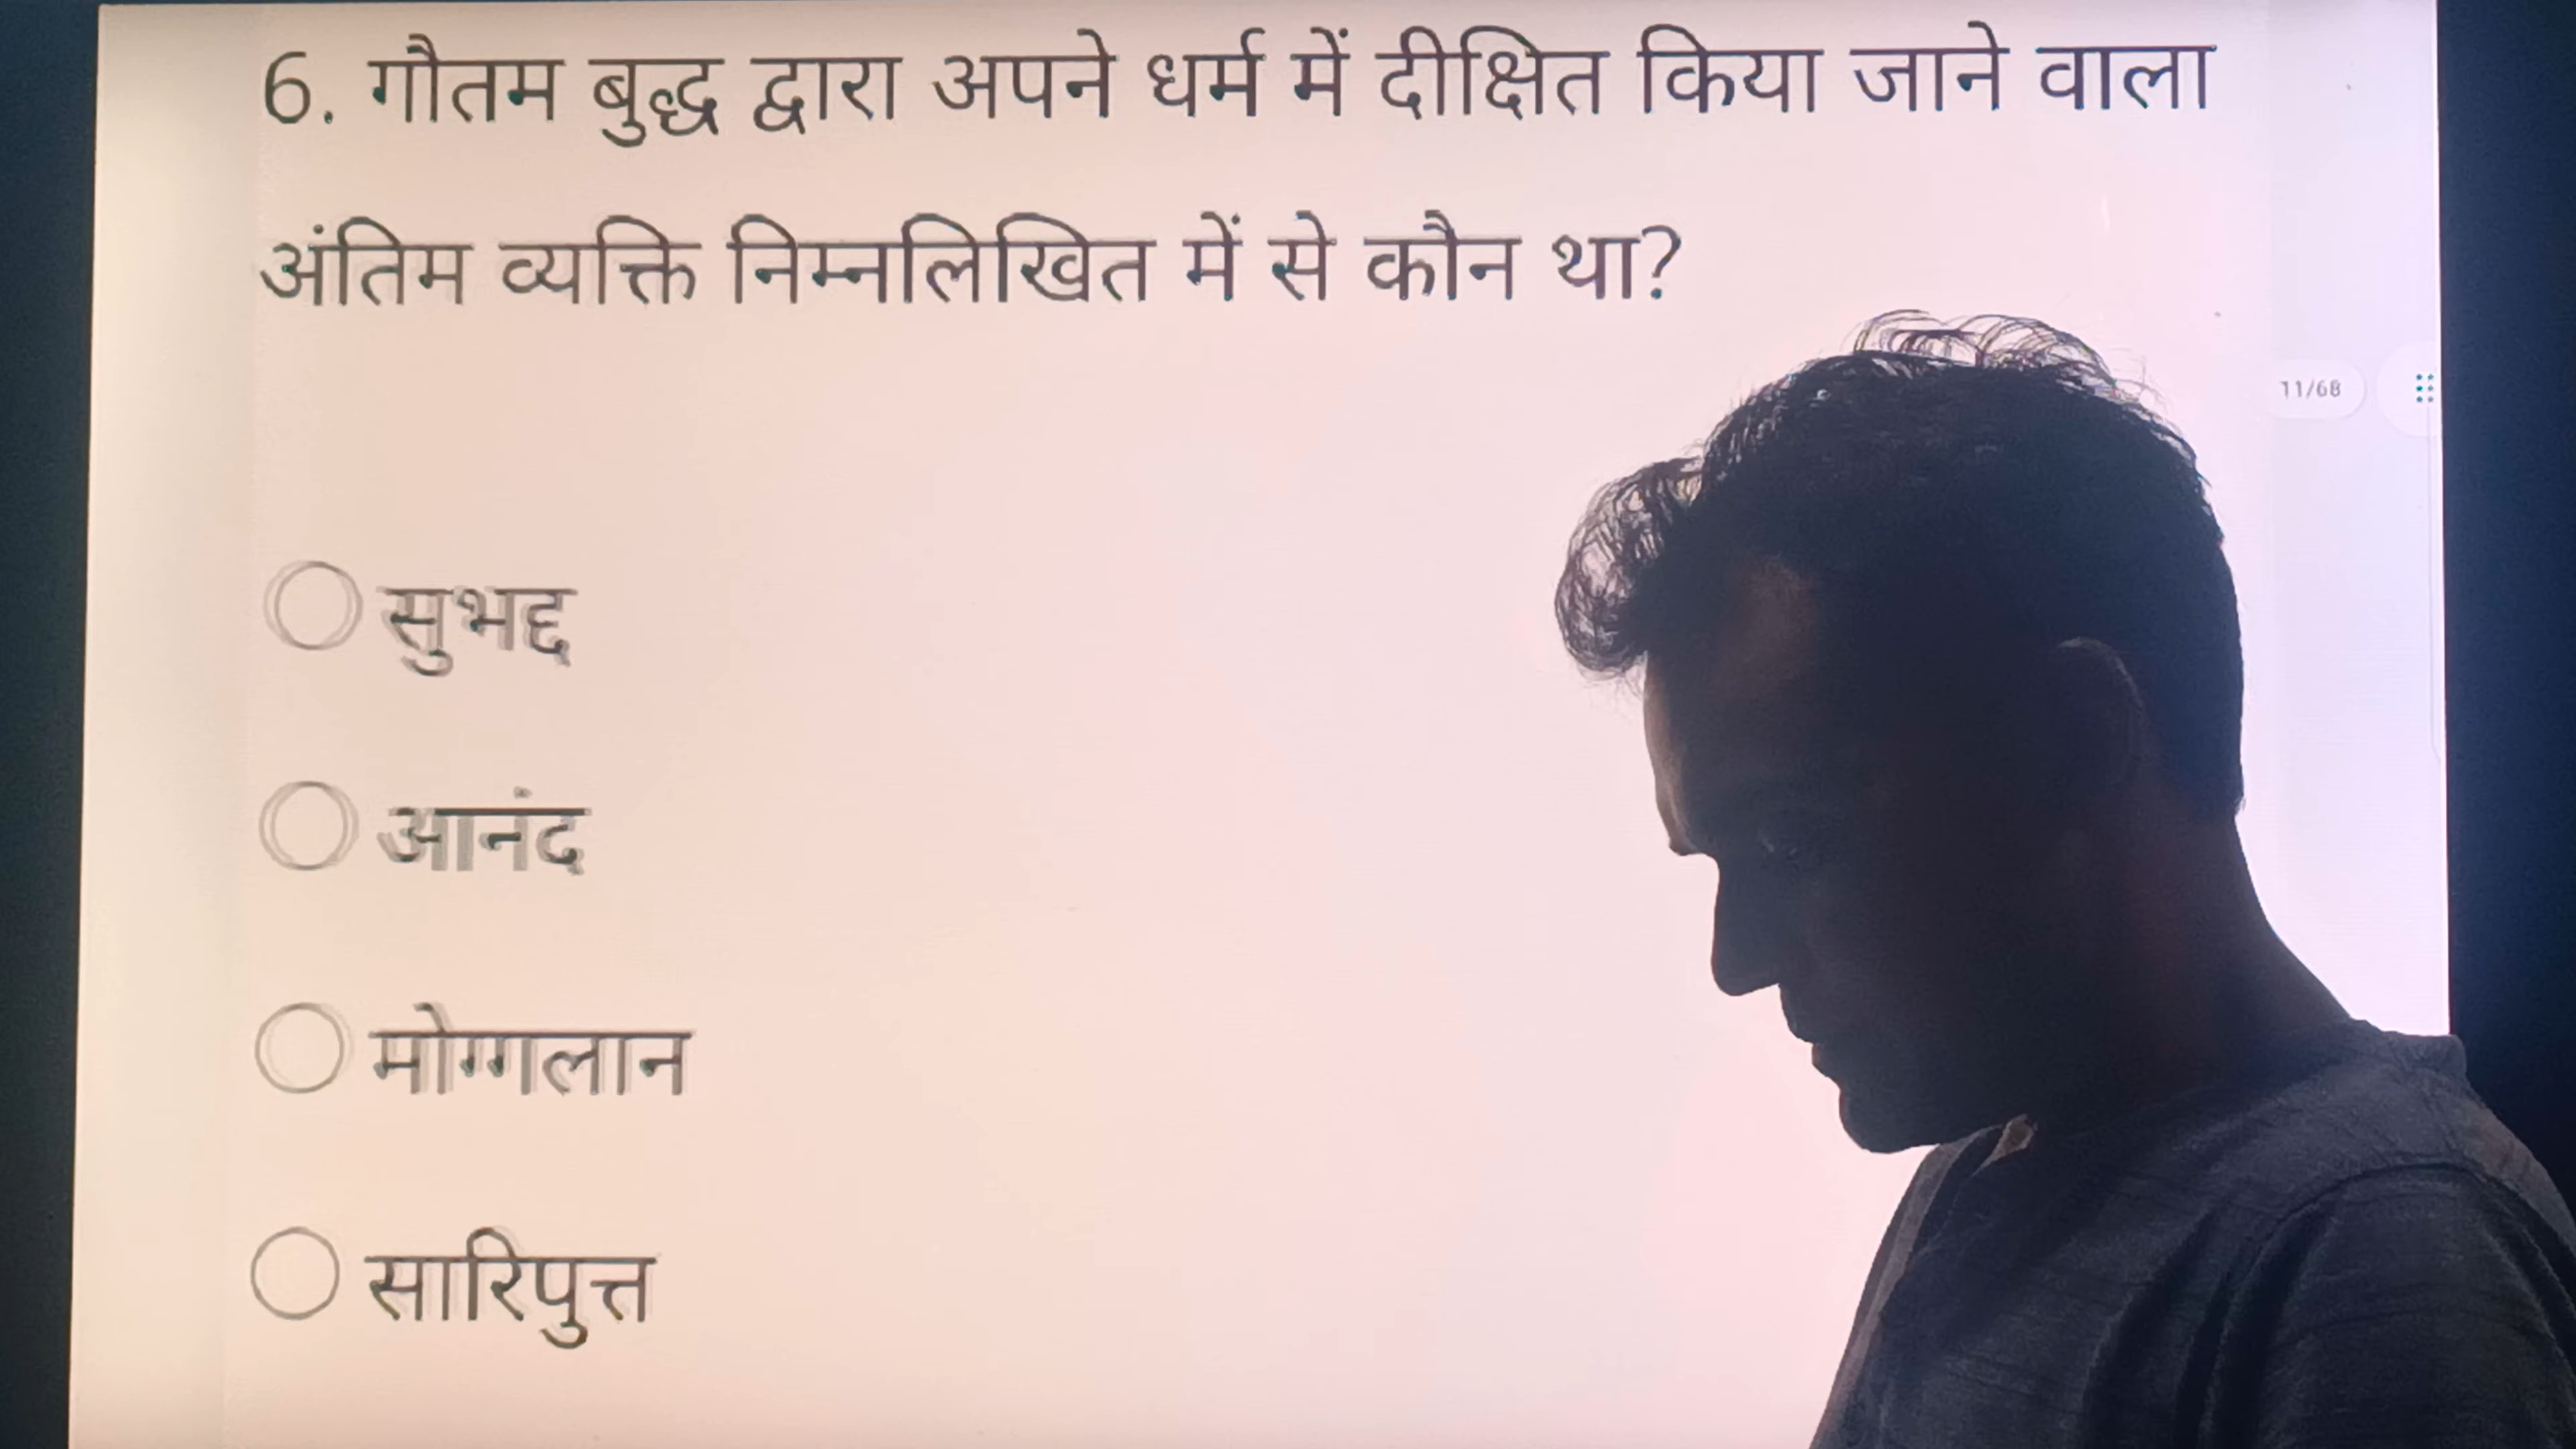 6. गौतम बुद्ध द्वारा अपने धर्म में दीक्षित किया जाने वाला
अंतिम व्यक्ति निम्नलिखित में से कौन था?
11/68
सुभद्द
आनंद
मोग्गलान
सारिपुत्त